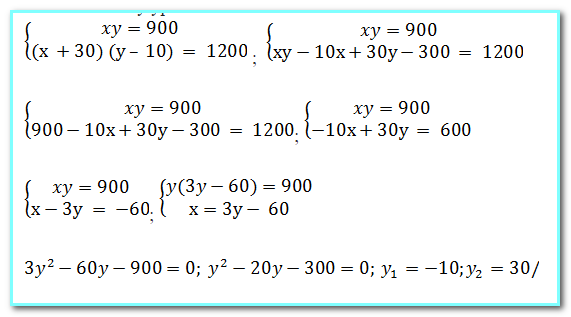 {xy = 900 (x + 30) (y – 10) = 1200 ; {xy = 900 xy – 10x + 30y – 300 = 1200
{xy = 900 900 – 10x + 30y – 300 = 1200; {xy = 900 –10x + 30y = 600
{xy = 900 x – 3y = –60; {y(3y – 60) = 900 x = 3y – 60
3y² – 60y – 900 = 0; y² – 20y – 300 = 0; y₁ = –10; y₂ = 30/